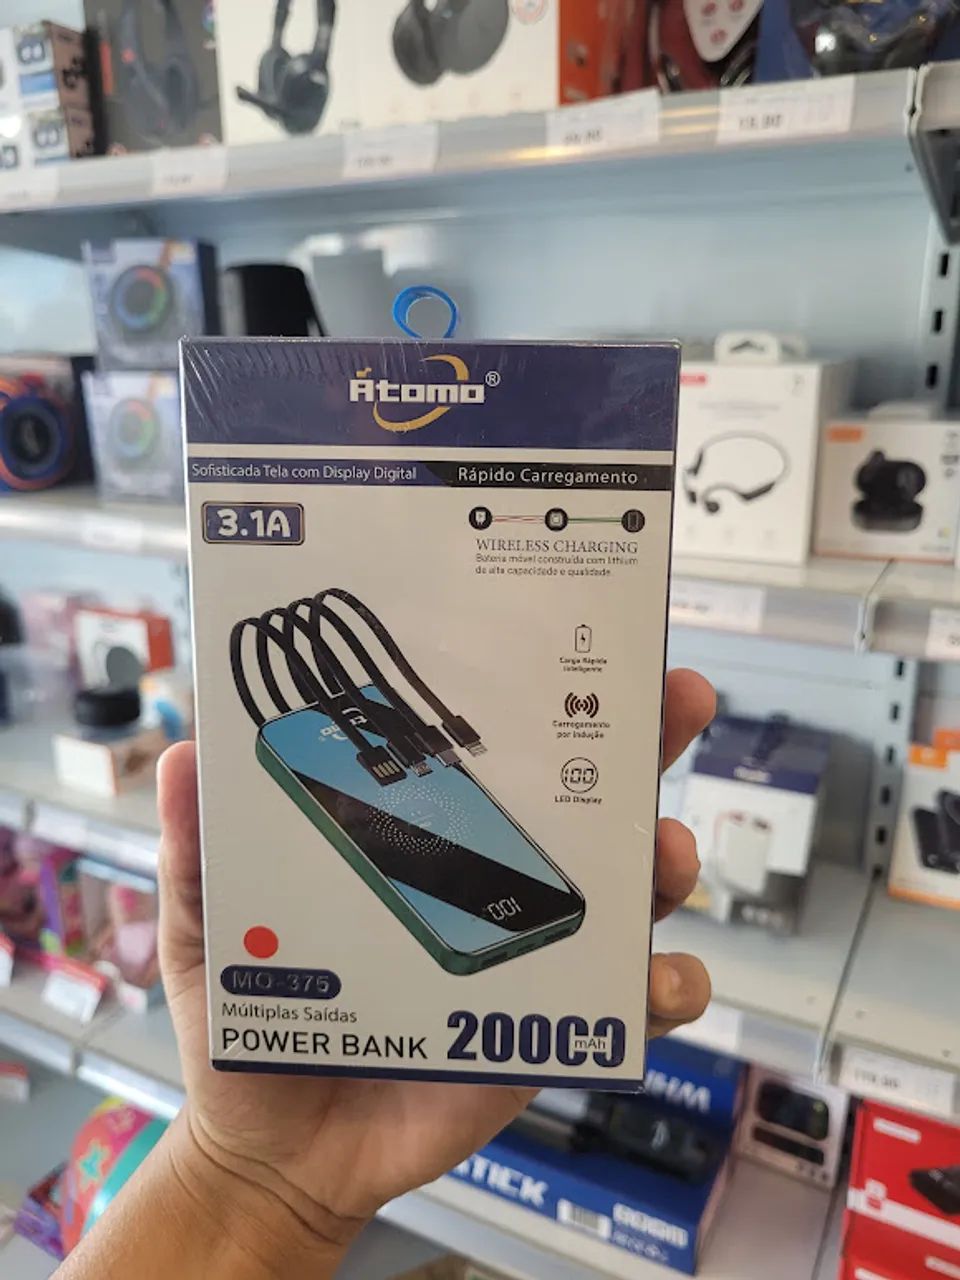 Átomo®
Sofisticada Tela com Display Digital
Rápido Carregamento
3.1A
WIRELESS CHARGING
Bateria móvel construída com lithium
de alta capacidade e qualidade.
Carga Rápida
Inteligente
Carregamento
por Indução
100
LED Display
100
MO-375
Múltiplas Saídas
POWER BANK
20000
mAh